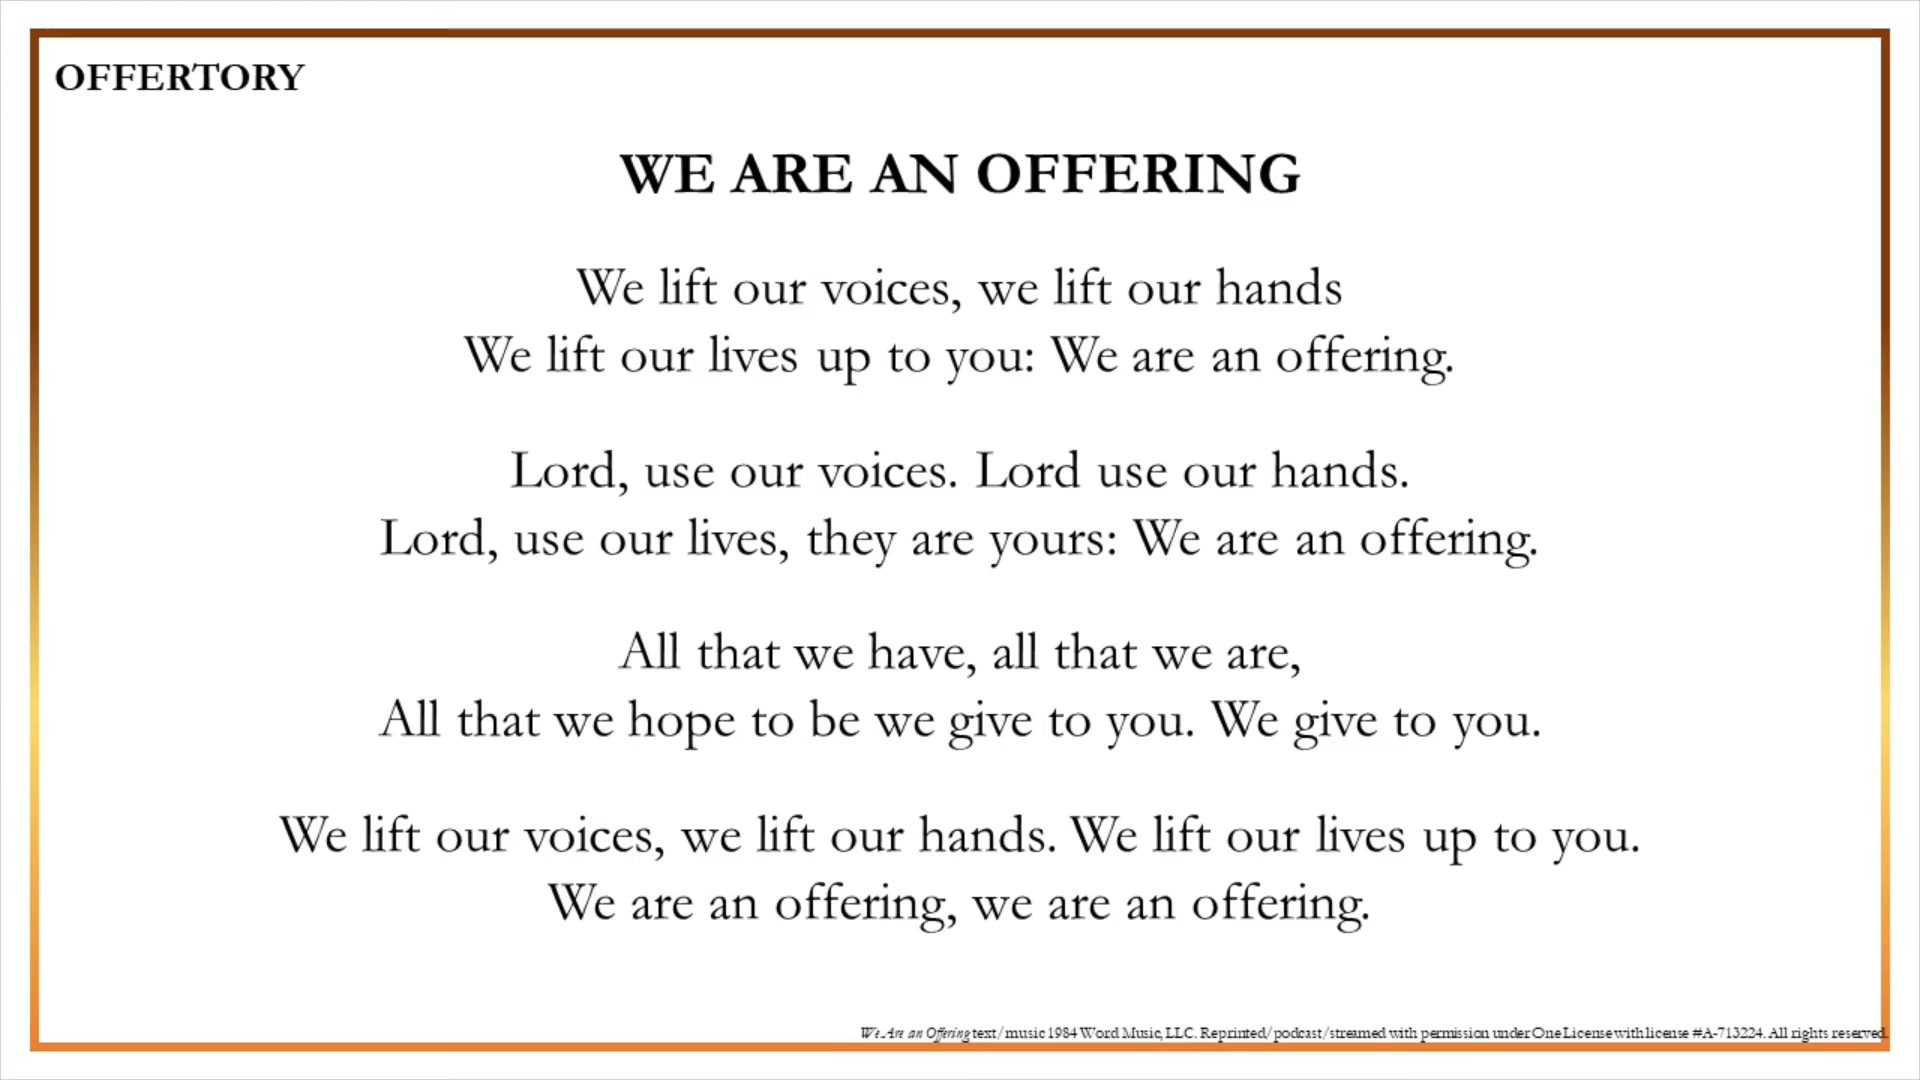 OFFERTORY
WE ARE AN OFFERING
We lift our voices, we lift our hands
We lift our lives up to you: We are an offering.
Lord, use our voices. Lord use our hands.
Lord, use our lives, they are yours: We are an offering.
All that we have, all that we are,
All that we hope to be we give to you. We give to you.
We lift our voices, we lift our hands. We lift our lives up to you.
We are an offering, we are an offering.
We Are an Offering text/music 1984 Word Music, LLC. Reprinted/podcast/streamed with permission under One License with license #A-713224. All rights reserved.